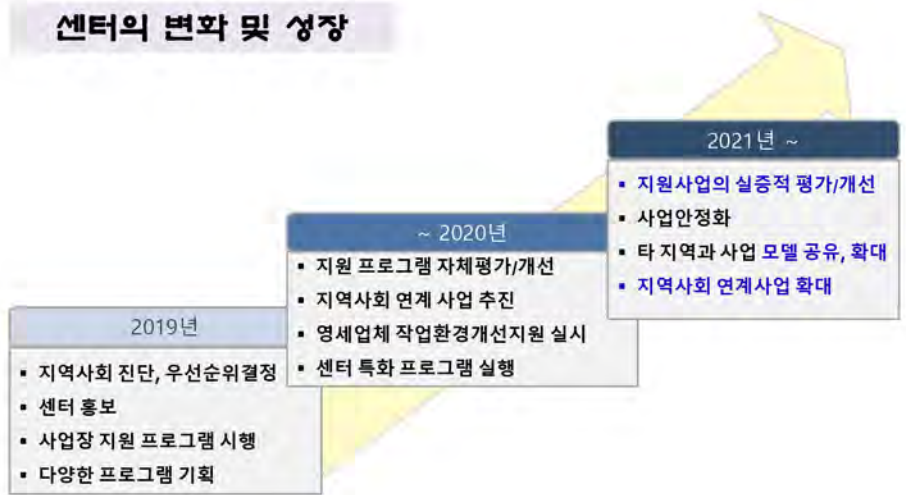 센터의 변화 및 성장
2019년
▪ 지역사회 진단, 우선순위결정
▪ 센터 홍보
▪ 사업장 지원 프로그램 시행
▪ 다양한 프로그램 기획
~ 2020년
▪ 지원 프로그램 자체평가/개선
▪ 지역사회 연계 사업 추진
▪ 영세업체 작업환경개선지원 실시
▪ 센터 특화 프로그램 실행
2021년 ~
▪ 지원사업의 실증적 평가/개선
▪ 사업안정화
▪ 타 지역과 사업 모델 공유, 확대
▪ 지역사회 연계사업 확대